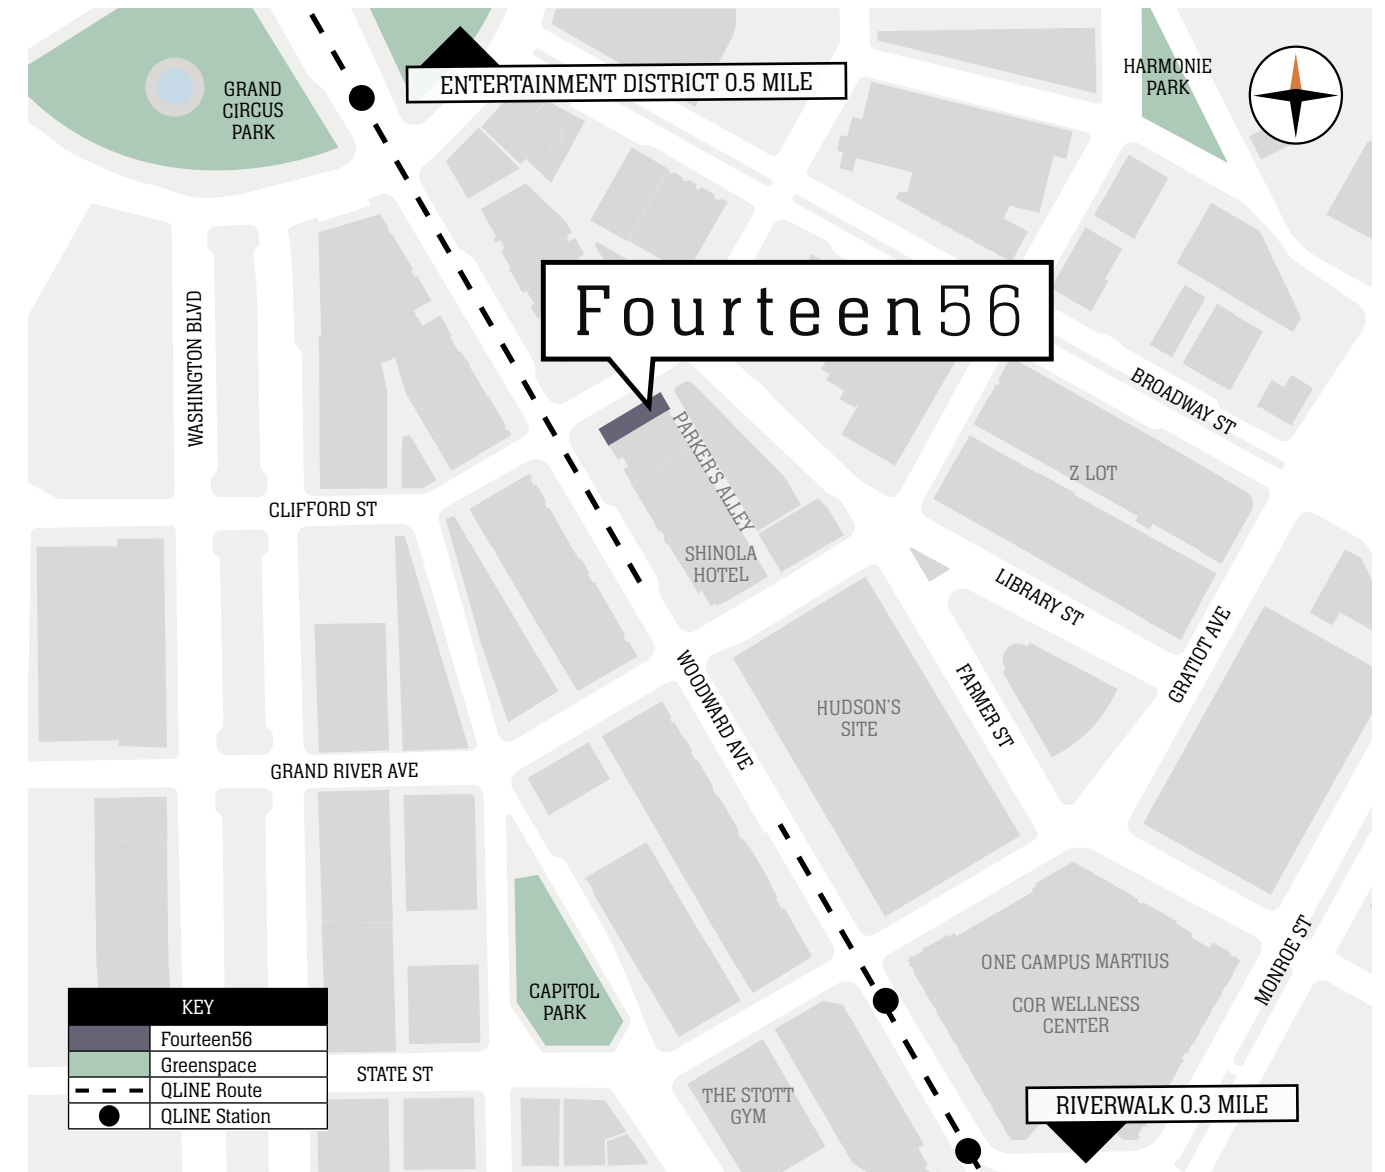 ENTERTAINMENT DISTRICT 0.5 MILE
HARMONIE
PARK
GRAND
CIRCUS
PARK
Fourteen56
WASHINGTON BLVD
BROADWAY ST
PARKER'S ALLEY
Z LOT
CLIFFORD ST
SHINOLA
HOTEL
LIBRARY ST
GRATIOT AVE
WOODWARD AVE
FARMER ST
HUDSON'S
SITE
GRAND RIVER AVE
ONE CAMPUS MARTIUS
MONROE ST
COR WELLNESS
CENTER
CAPITOL
PARK
KEY
Fourteen56
Greenspace
QLINE Route
QLINE Station
STATE ST
THE STOTT
GYM
RIVERWALK 0.3 MILE